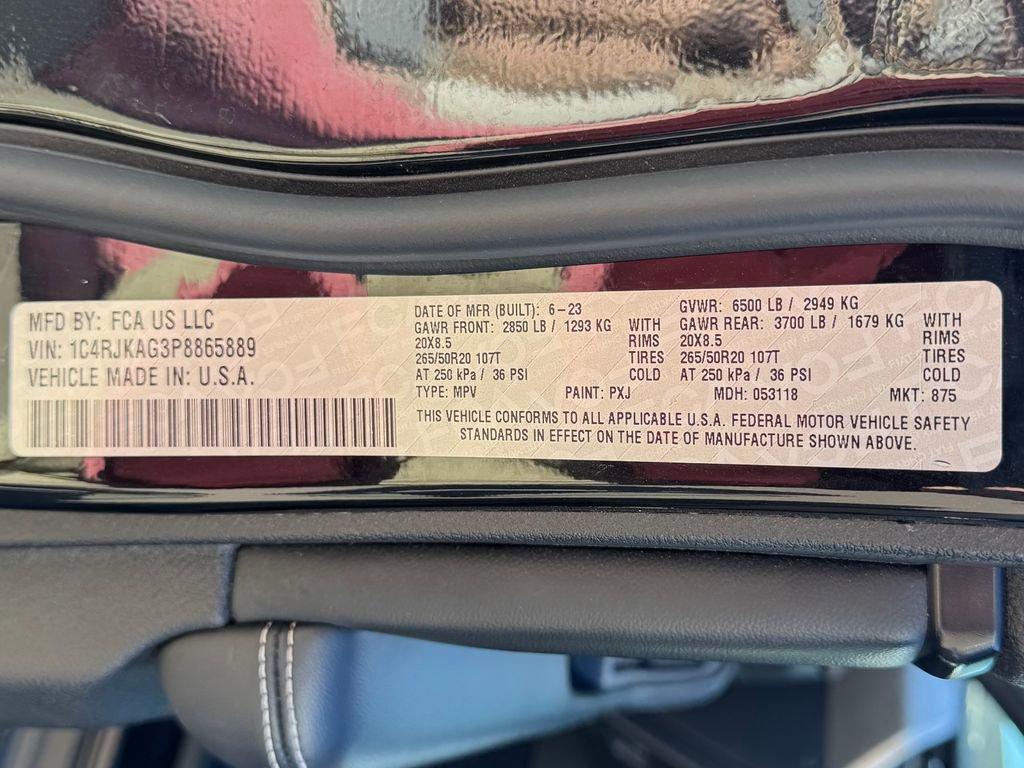 MFD BY: FCA US LLC
VIN: 1C4RJKAG3P8865889
VEHICLE MADE IN: U.S.A.
DATE OF MFR (BUILT): 6-23
GAWR FRONT: 2850 LB / 1293 KG WITH
20X8.5 RIMS
265/50R20 107T TIRES
AT 250 kPa / 36 PSI COLD
GVWR: 6500 LB / 2949 KG
GAWR REAR: 3700 LB / 1679 KG WITH
20X8.5 RIMS
265/50R20 107T TIRES
AT 250 kPa / 36 PSI COLD
TYPE: MPV PAINT: PXJ MDH: 053118 MKT: 875
THIS VEHICLE CONFORMS TO ALL APPLICABLE U.S.A. FEDERAL MOTOR VEHICLE SAFETY
STANDARDS IN EFFECT ON THE DATE OF MANUFACTURE SHOWN ABOVE.